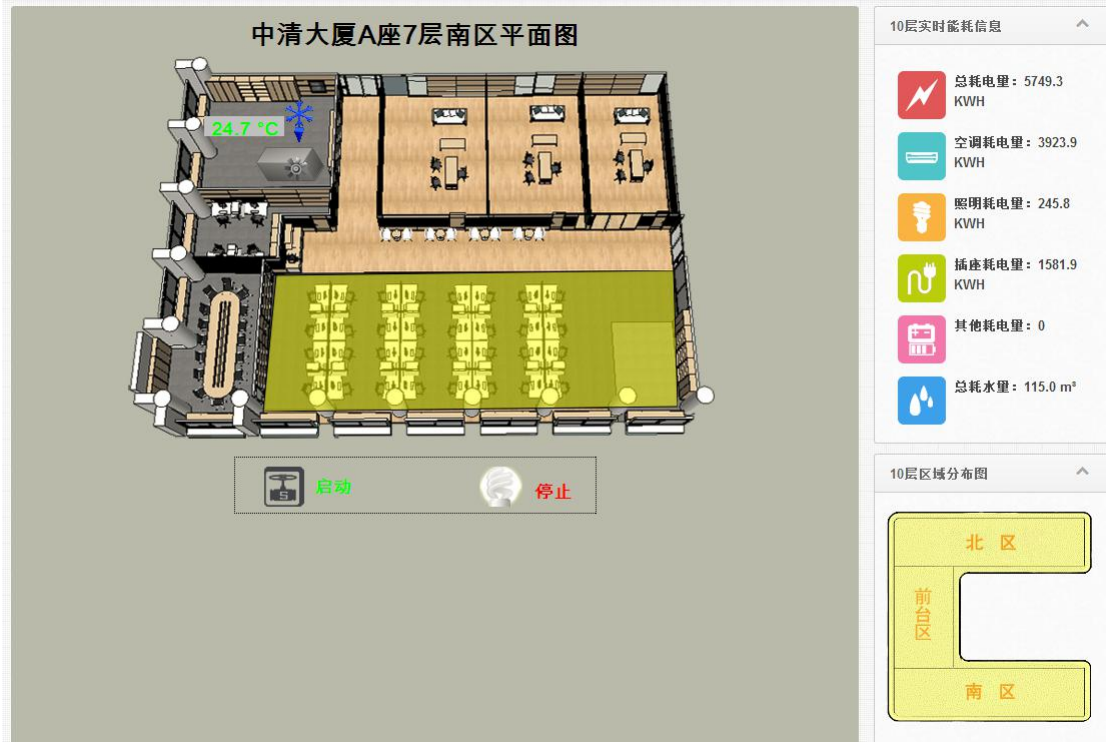 中清大厦A座7层南区平面图
24.7 °C
启动
停止
10层实时能耗信息
总耗电量：5749.3
KWH
空调耗电量：3923.9
KWH
照明耗电量：245.8
KWH
插座耗电量：1581.9
KWH
其他耗电量：0
总耗水量：115.0 m³
10层区域分布图
北 区
前台区
南 区